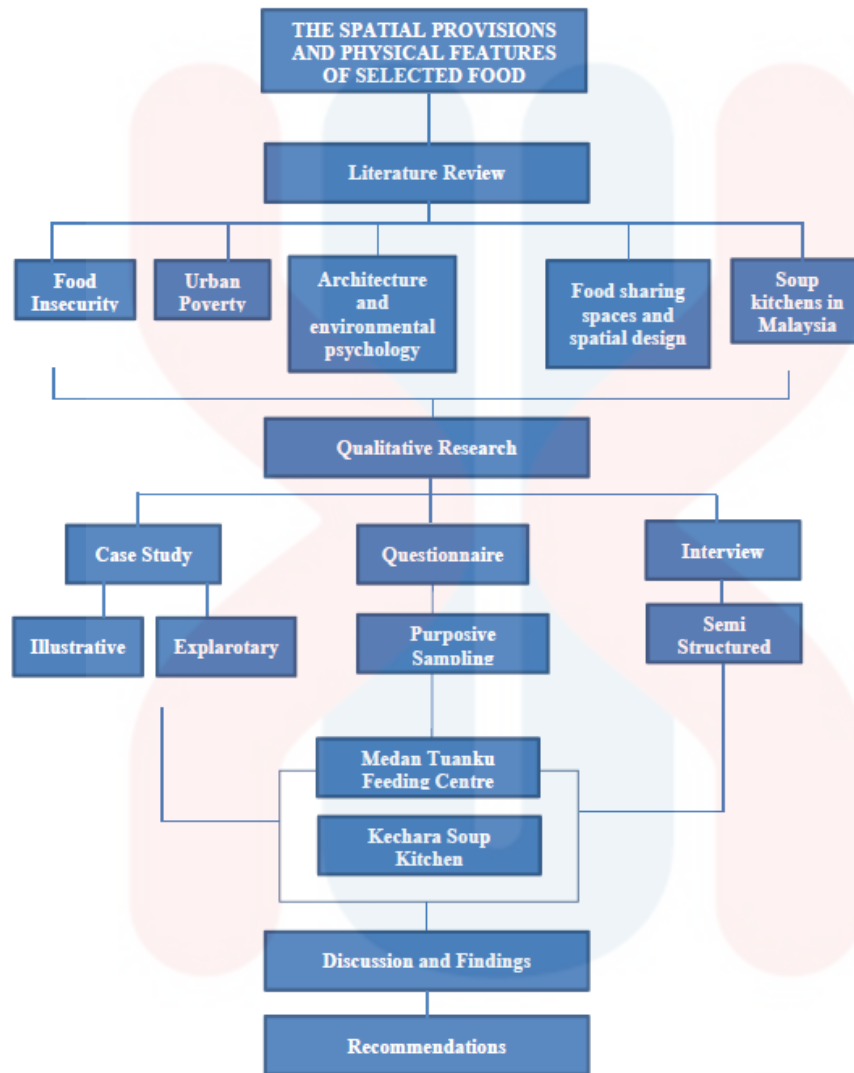 THE SPATIAL PROVISIONS
AND PHYSICAL FEATURES
OF SELECTED FOOD
Literature Review
Food
Insecurity
Urban
Poverty
Architecture
and
environmental
psychology
Food sharing
spaces and
spatial design
Soup
kitchens in
Malaysia
Qualitative Research
Case Study
Questionnaire
Interview
Illustrative
Explarotary
Purposive
Sampling
Semi
Structured
Medan Tuanku
Feeding Centre
Kechara Soup
Kitchen
Discussion and Findings
Recommendations